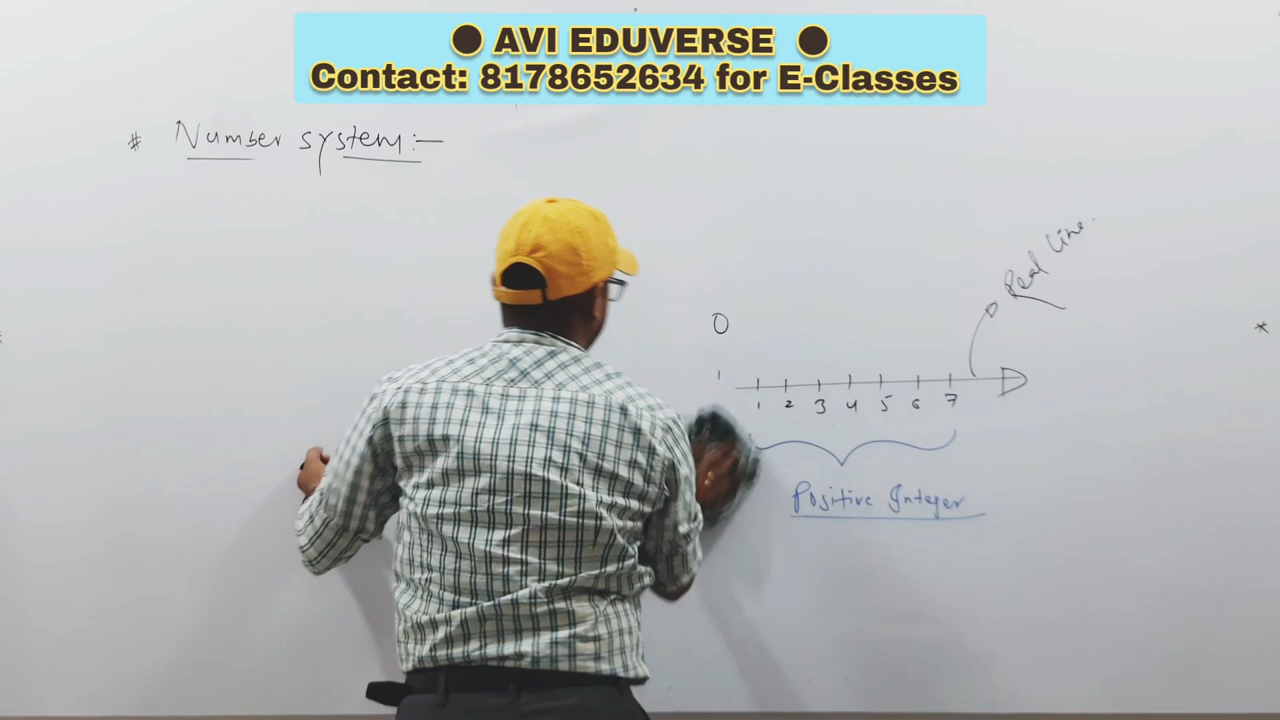 ● AVI EDUVERSE ●
Contact: 8178652634 for E-Classes
# Number system:-
Real Line.
0
1 2 3 4 5 6 7
Positive Integer